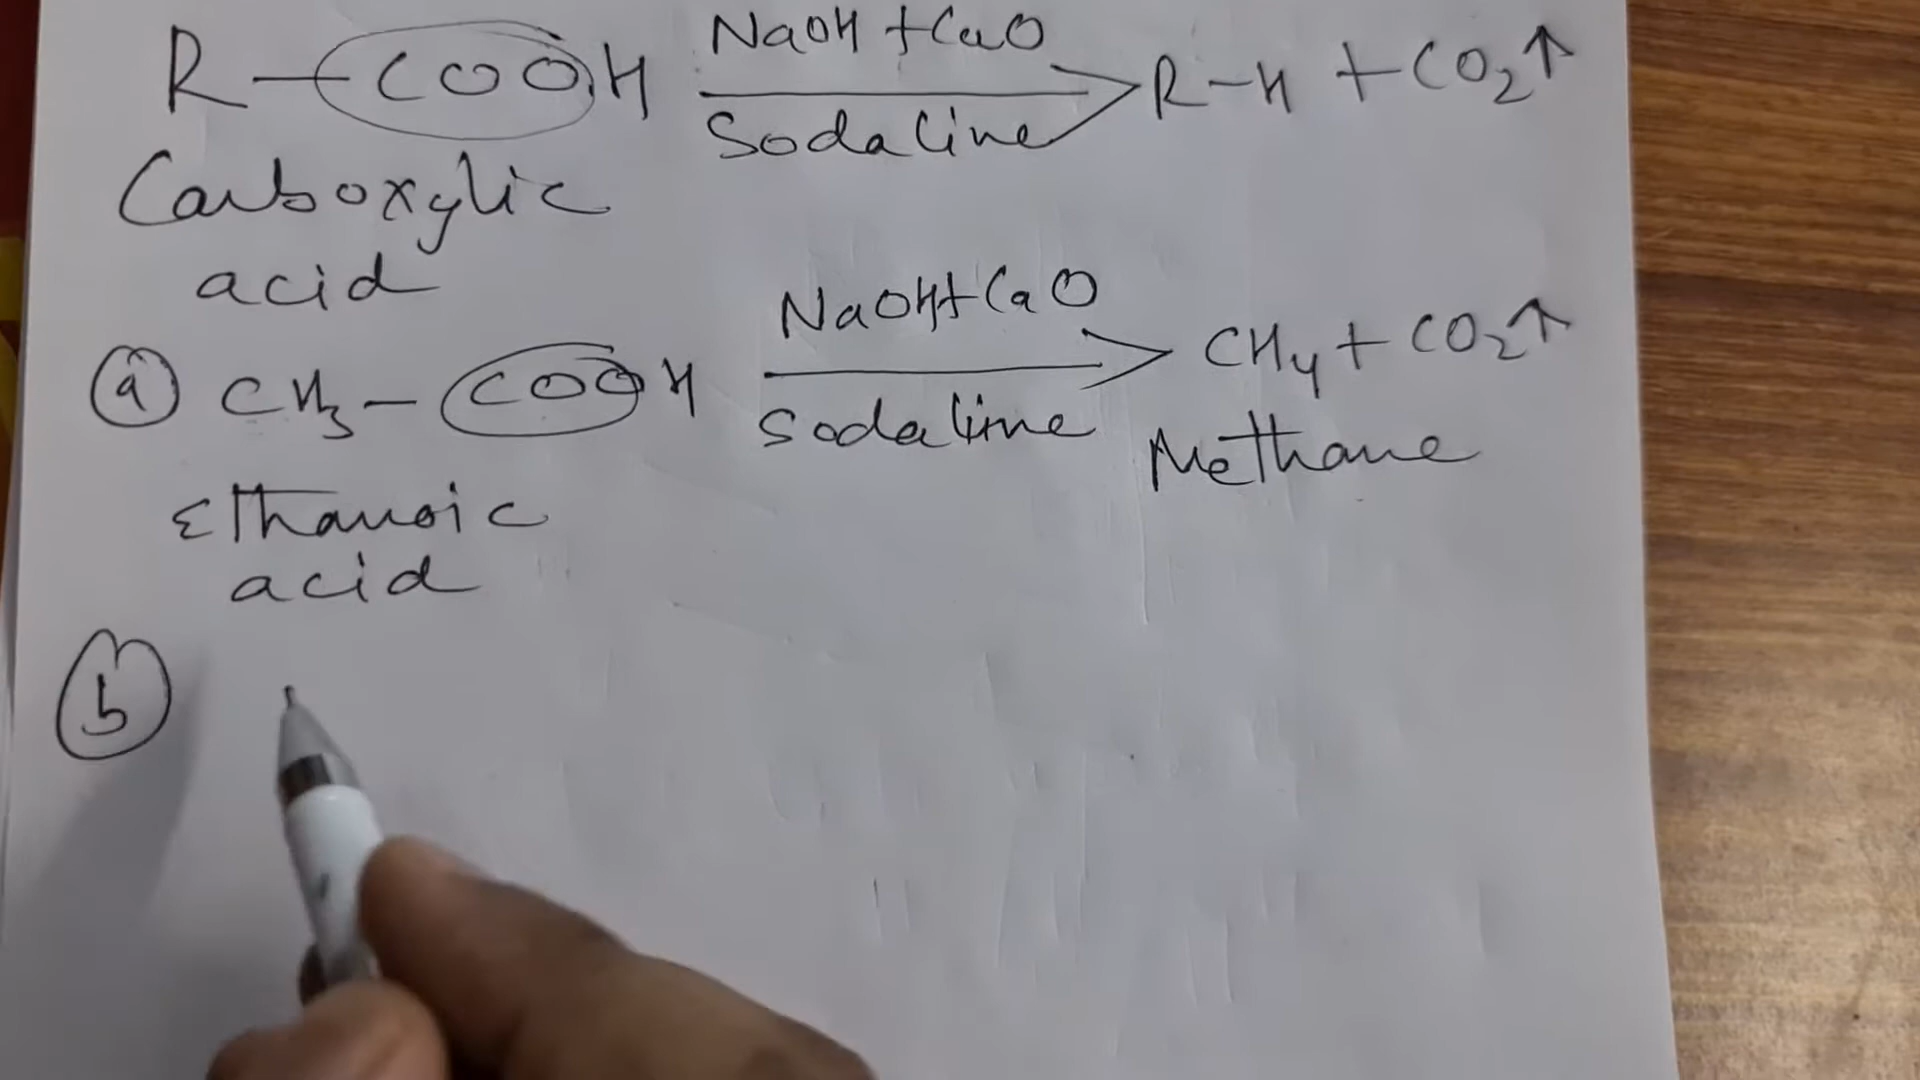 R-COOH NaOH+CaO R-H + CO2↑
Sodalime
Carboxylic
acid
NaOH+CaO
ⓐ CH3-COOH CH4 + CO2↑
Sodalime Methane
Ethanoic
acid
ⓑ